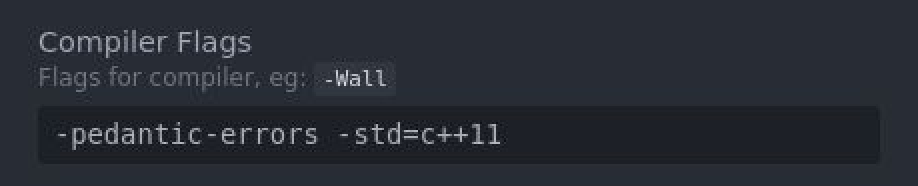 Compiler Flags
Flags for compiler, eg: -Wall
-pedantic-errors -std=c++11